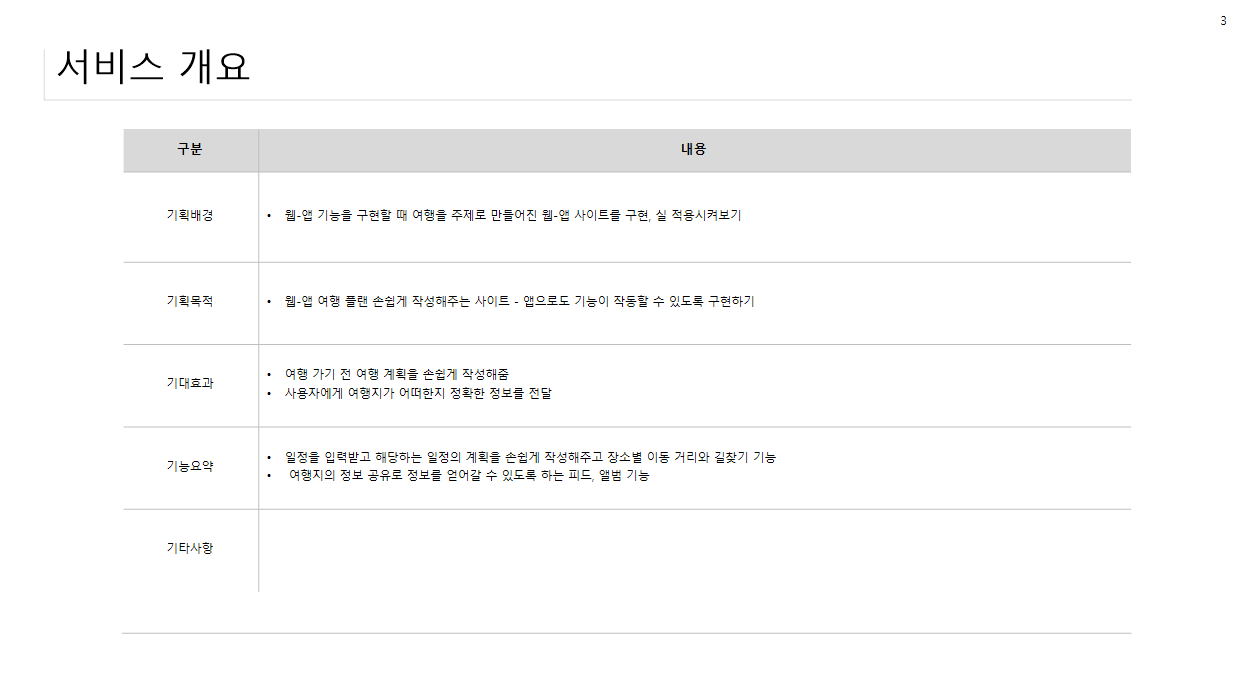 3
서비스 개요
구분 내용
기획배경 • 웹-앱 기능을 구현할 때 여행을 주제로 만들어진 웹-앱 사이트를 구현, 실 적용시켜보기
기획목적 • 웹-앱 여행 플랜 손쉽게 작성해주는 사이트 - 앱으로도 기능이 작동할 수 있도록 구현하기
기대효과
• 여행 가기 전 여행 계획을 손쉽게 작성해줌
• 사용자에게 여행지가 어떠한지 정확한 정보를 전달
기능요약
• 일정을 입력받고 해당하는 일정의 계획을 손쉽게 작성해주고 장소별 이동 거리와 길찾기 기능
• 여행지의 정보 공유로 정보를 얻어갈 수 있도록 하는 피드, 앨범 기능
기타사항